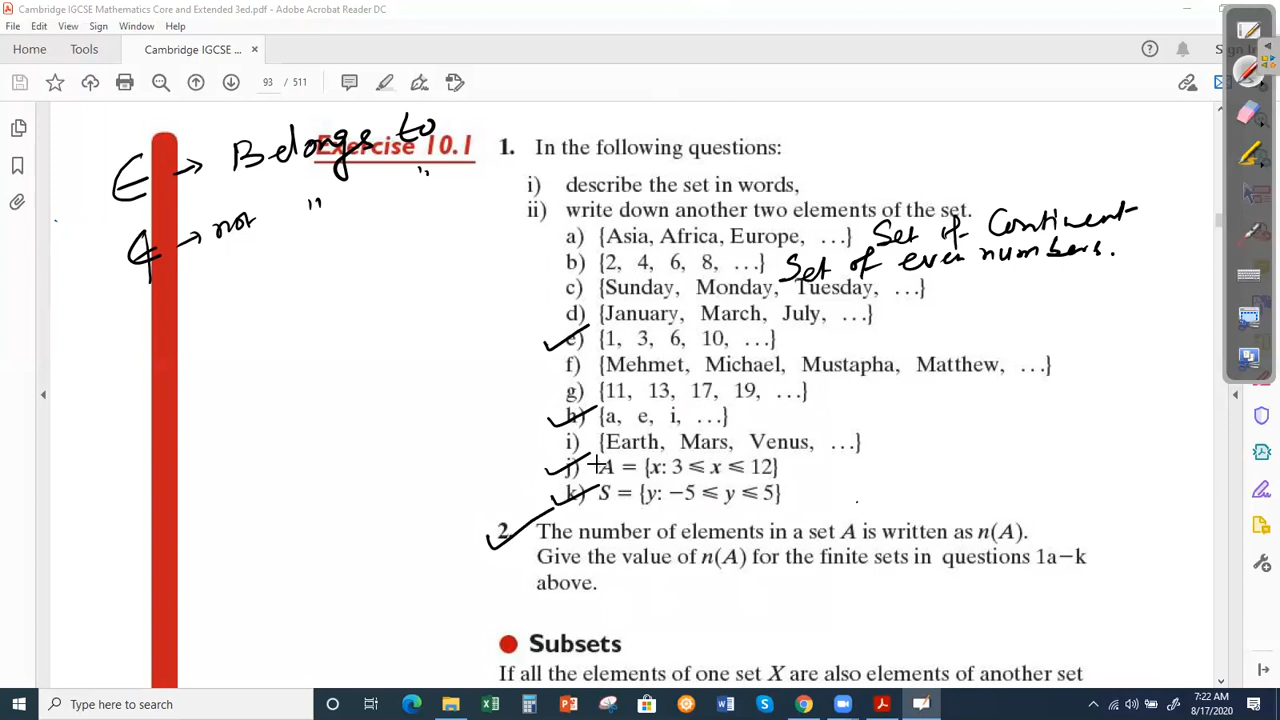 Cambridge IGCSE Mathematics Core and Extended 3ed.pdf - Adobe Acrobat Reader DC
File Edit View Sign Window Help
Home Tools Cambridge IGCSE ... × Sign In
93 / 511
∈ → Belongs to
∉ → not " "
Exercise 10.1
1. In the following questions:
i) describe the set in words,
ii) write down another two elements of the set.
a) {Asia, Africa, Europe, ...} Set of Continent
b) {2, 4, 6, 8, ...} Set of even numbers.
c) {Sunday, Monday, Tuesday, ...}
d) {January, March, July, ...}
e) {1, 3, 6, 10, ...}
f) {Mehmet, Michael, Mustapha, Matthew, ...}
g) {11, 13, 17, 19, ...}
h) {a, e, i, ...}
i) {Earth, Mars, Venus, ...}
j) A = {x: 3 ⩽ x ⩽ 12}
k) S = {y: −5 ⩽ y ⩽ 5}
2. The number of elements in a set A is written as n(A).
Give the value of n(A) for the finite sets in questions 1a–k
above.
Subsets
If all the elements of one set X are also elements of another set
Type here to search
7:22 AM
8/17/2020